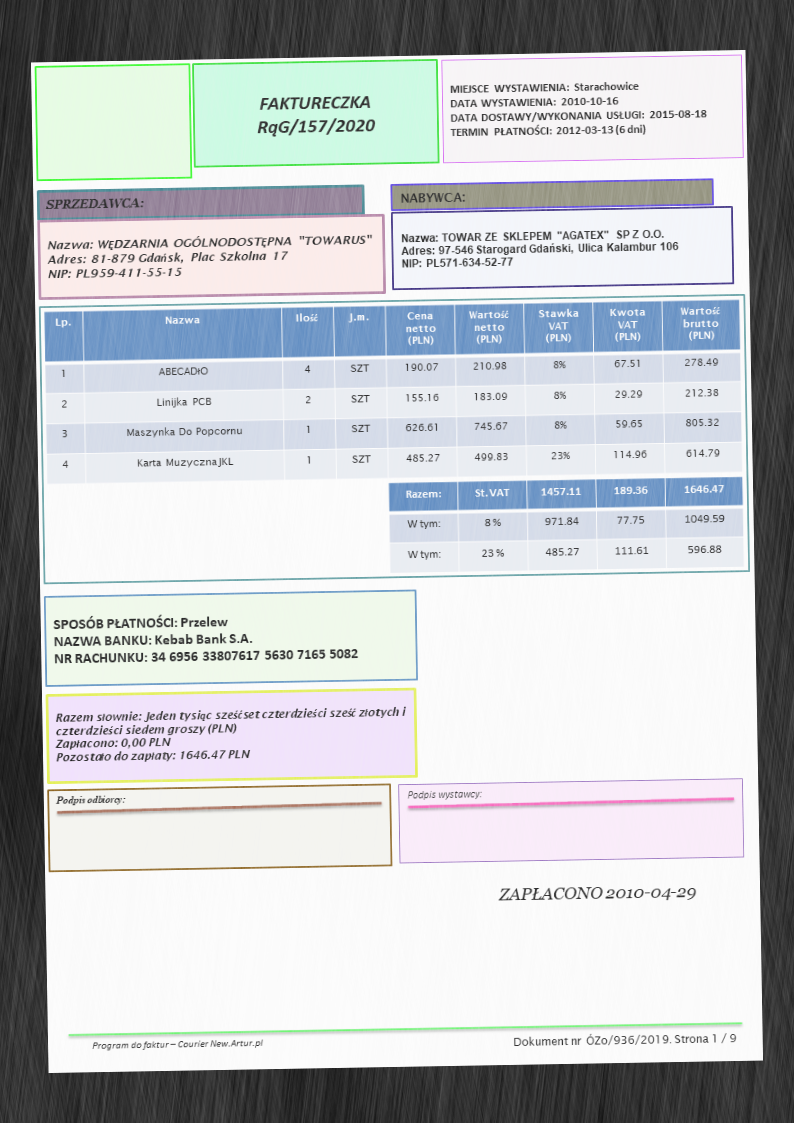 FAKTURECZKA
RqG/157/2020
MIEJSCE WYSTAWIENIA: Starachowice
DATA WYSTAWIENIA: 2010-10-16
DATA DOSTAWY/WYKONANIA USŁUGI: 2015-08-18
TERMIN PŁATNOŚCI: 2012-03-13 (6 dni)
SPRZEDAWCA:
Nazwa: WĘDZARNIA OGÓLNODOSTĘPNA "TOWARUS"
Adres: 81-879 Gdańsk, Plac Szkolna 17
NIP: PL959-411-55-15
NABYWCA:
Nazwa: TOWAR ZE SKLEPEM "AGATEX" SP Z O.O.
Adres: 97-546 Starogard Gdański, Ulica Kalambur 106
NIP: PL571-634-52-77
Lp. Nazwa Ilość J.m. Cena netto (PLN) Wartość netto (PLN) Stawka VAT (PLN) Kwota VAT (PLN) Wartość brutto (PLN)
1 ABECADłO 4 SZT 190.07 210.98 8% 67.51 278.49
2 Linijka PCB 2 SZT 155.16 183.09 8% 29.29 212.38
3 Maszynka Do Popcornu 1 SZT 626.61 745.67 8% 59.65 805.32
4 Karta Muzyczna JKL 1 SZT 485.27 499.83 23% 114.96 614.79
Razem: St.VAT 1457.11 189.36 1646.47
W tym: 8% 971.84 77.75 1049.59
W tym: 23% 485.27 111.61 596.88
SPOSÓB PŁATNOŚCI: Przelew
NAZWA BANKU: Kebab Bank S.A.
NR RACHUNKU: 34 6956 33807617 5630 7165 5082
Razem słownie: Jeden tysiąc sześćset czterdzieści sześć złotych i
czterdzieści siedem groszy (PLN)
Zapłacono: 0,00 PLN
Pozostało do zapłaty: 1646.47 PLN
Podpis odbiorcy:
Podpis wystawcy:
ZAPŁACONO 2010-04-29
Program do faktur – Courier New.Artur.pl
Dokument nr ÓZo/936/2019. Strona 1 / 9